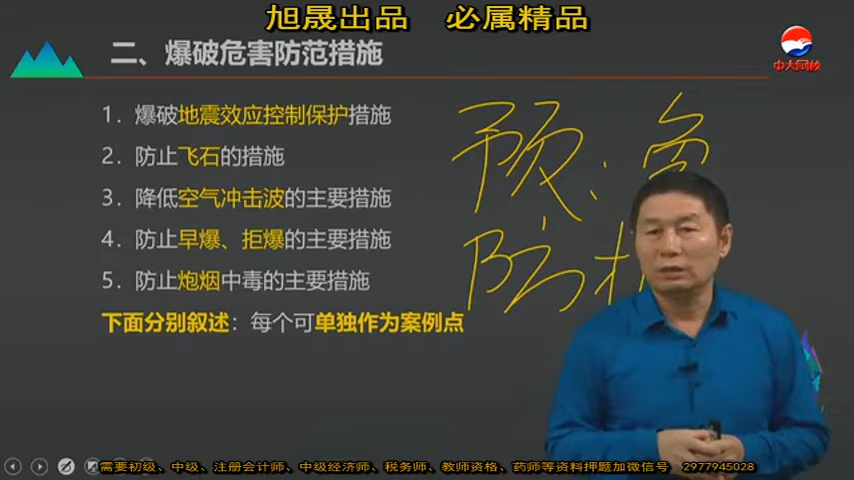 旭晟出品 必属精品
二、爆破危害防范措施
中大网校
1. 爆破地震效应控制保护措施
2. 防止飞石的措施
3. 降低空气冲击波的主要措施
4. 防止早爆、拒爆的主要措施
5. 防止炮烟中毒的主要措施
下面分别叙述：每个可单独作为案例点
预
防
需要初级、中级、注册会计师、中级经济师、税务师、教师资格、药师等资料押题加微信号 2977945028